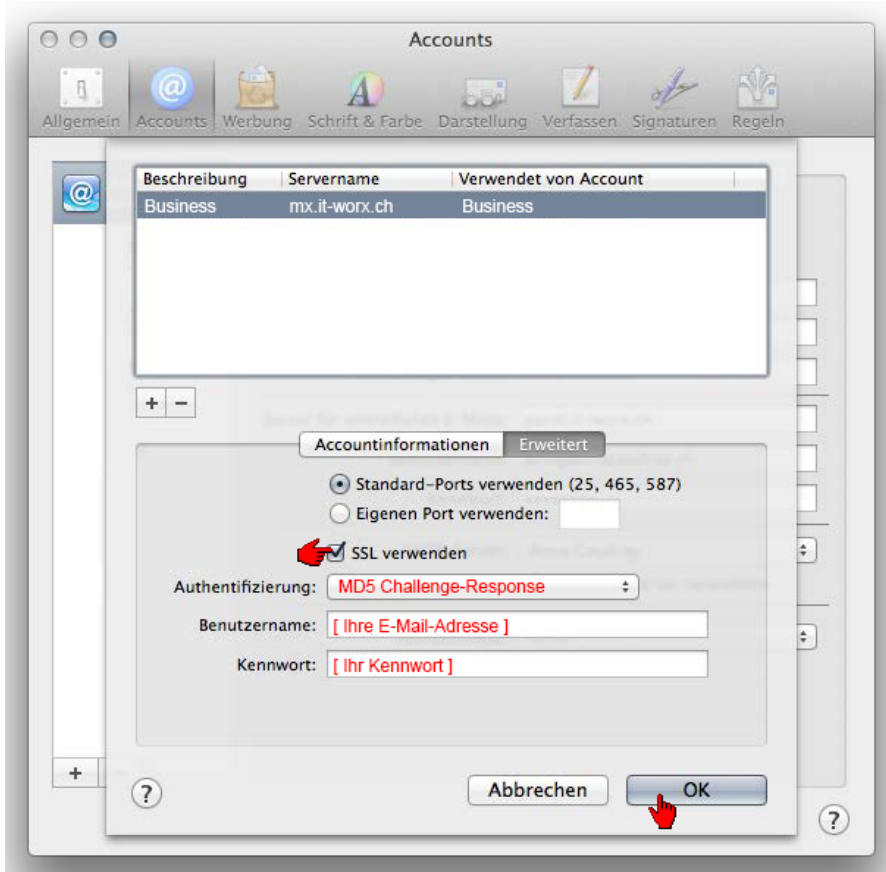 Accounts
Allgemein Accounts Werbung Schrift & Farbe Darstellung Verfassen Signaturen Regeln
Beschreibung Servername Verwendet von Account
Business mx.it-worx.ch Business
+ −
Accountinformationen Erweitert
Standard-Ports verwenden (25, 465, 587)
Eigenen Port verwenden:
SSL verwenden
Authentifizierung: MD5 Challenge-Response
Benutzername: [ Ihre E-Mail-Adresse ]
Kennwort: [ Ihr Kennwort ]
+
? Abbrechen OK
?